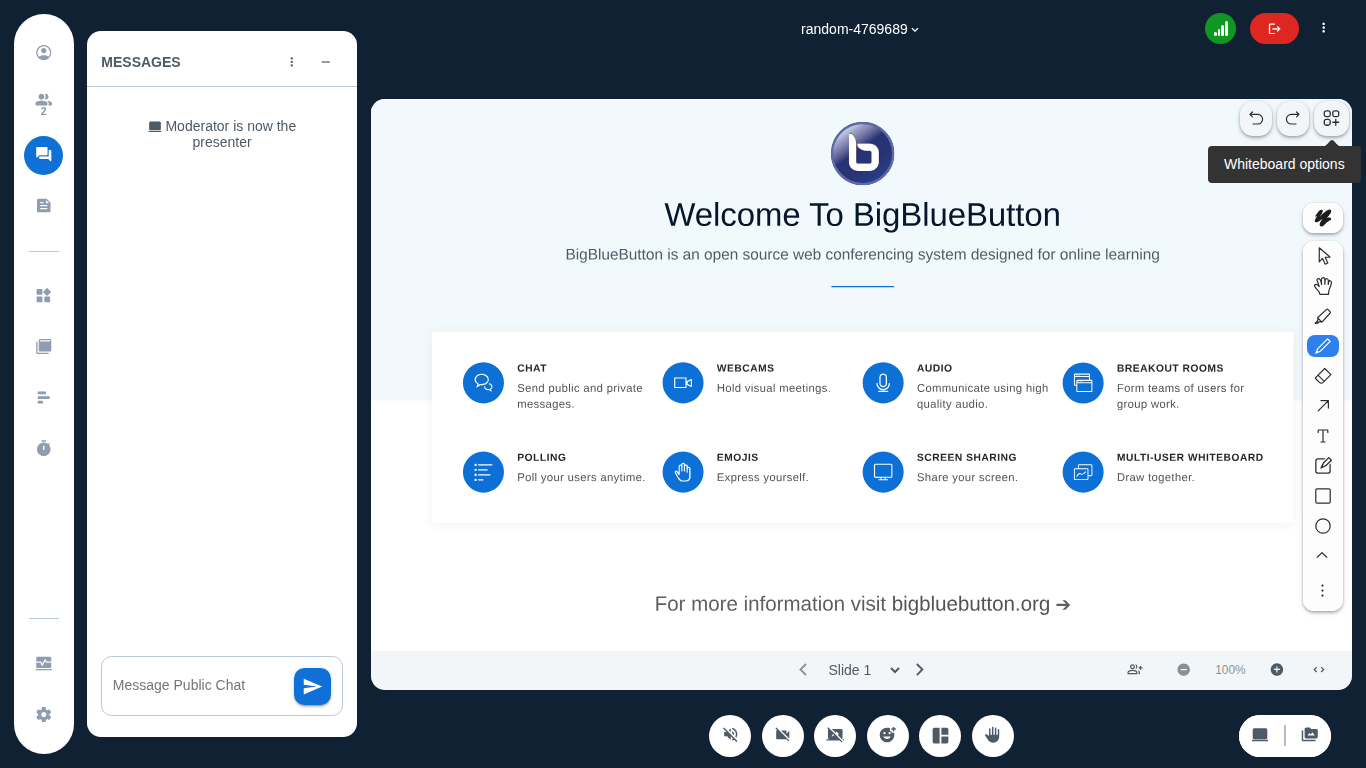 random-4769689
2
MESSAGES
Moderator is now the
presenter
Message Public Chat
Whiteboard options
Welcome To BigBlueButton
BigBlueButton is an open source web conferencing system designed for online learning
CHAT
Send public and private
messages.
WEBCAMS
Hold visual meetings.
AUDIO
Communicate using high
quality audio.
BREAKOUT ROOMS
Form teams of users for
group work.
POLLING
Poll your users anytime.
EMOJIS
Express yourself.
SCREEN SHARING
Share your screen.
MULTI-USER WHITEBOARD
Draw together.
For more information visit bigbluebutton.org ➔
Slide 1
100%